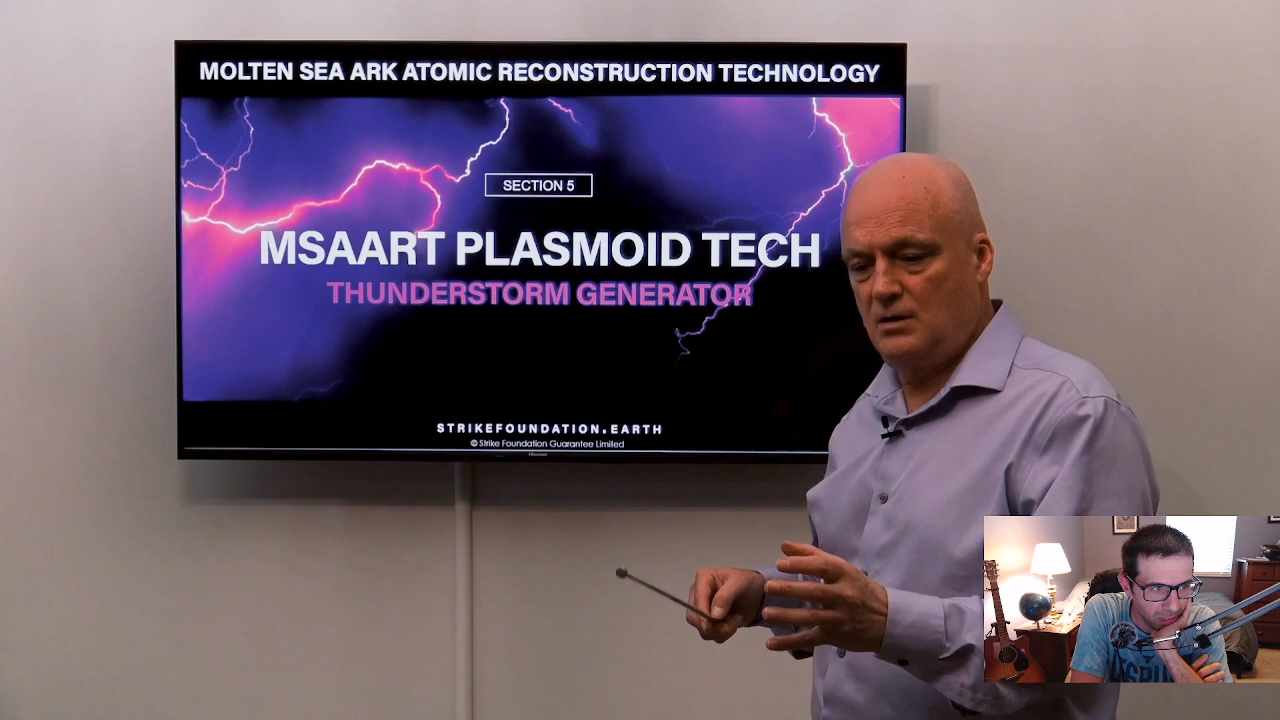 MOLTEN SEA ARK ATOMIC RECONSTRUCTION TECHNOLOGY
SECTION 5
MSAART PLASMOID TECH
THUNDERSTORM GENERATOR
STRIKEFOUNDATION.EARTH
© Strike Foundation Guarantee Limited
Hisense